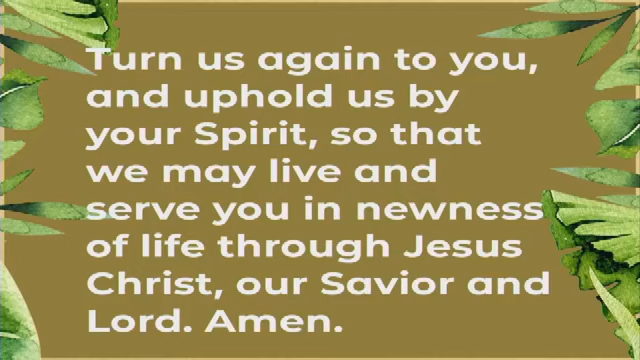 Turn us again to you,
and uphold us by
your Spirit, so that
we may live and
serve you in newness
of life through Jesus
Christ, our Savior and
Lord. Amen.